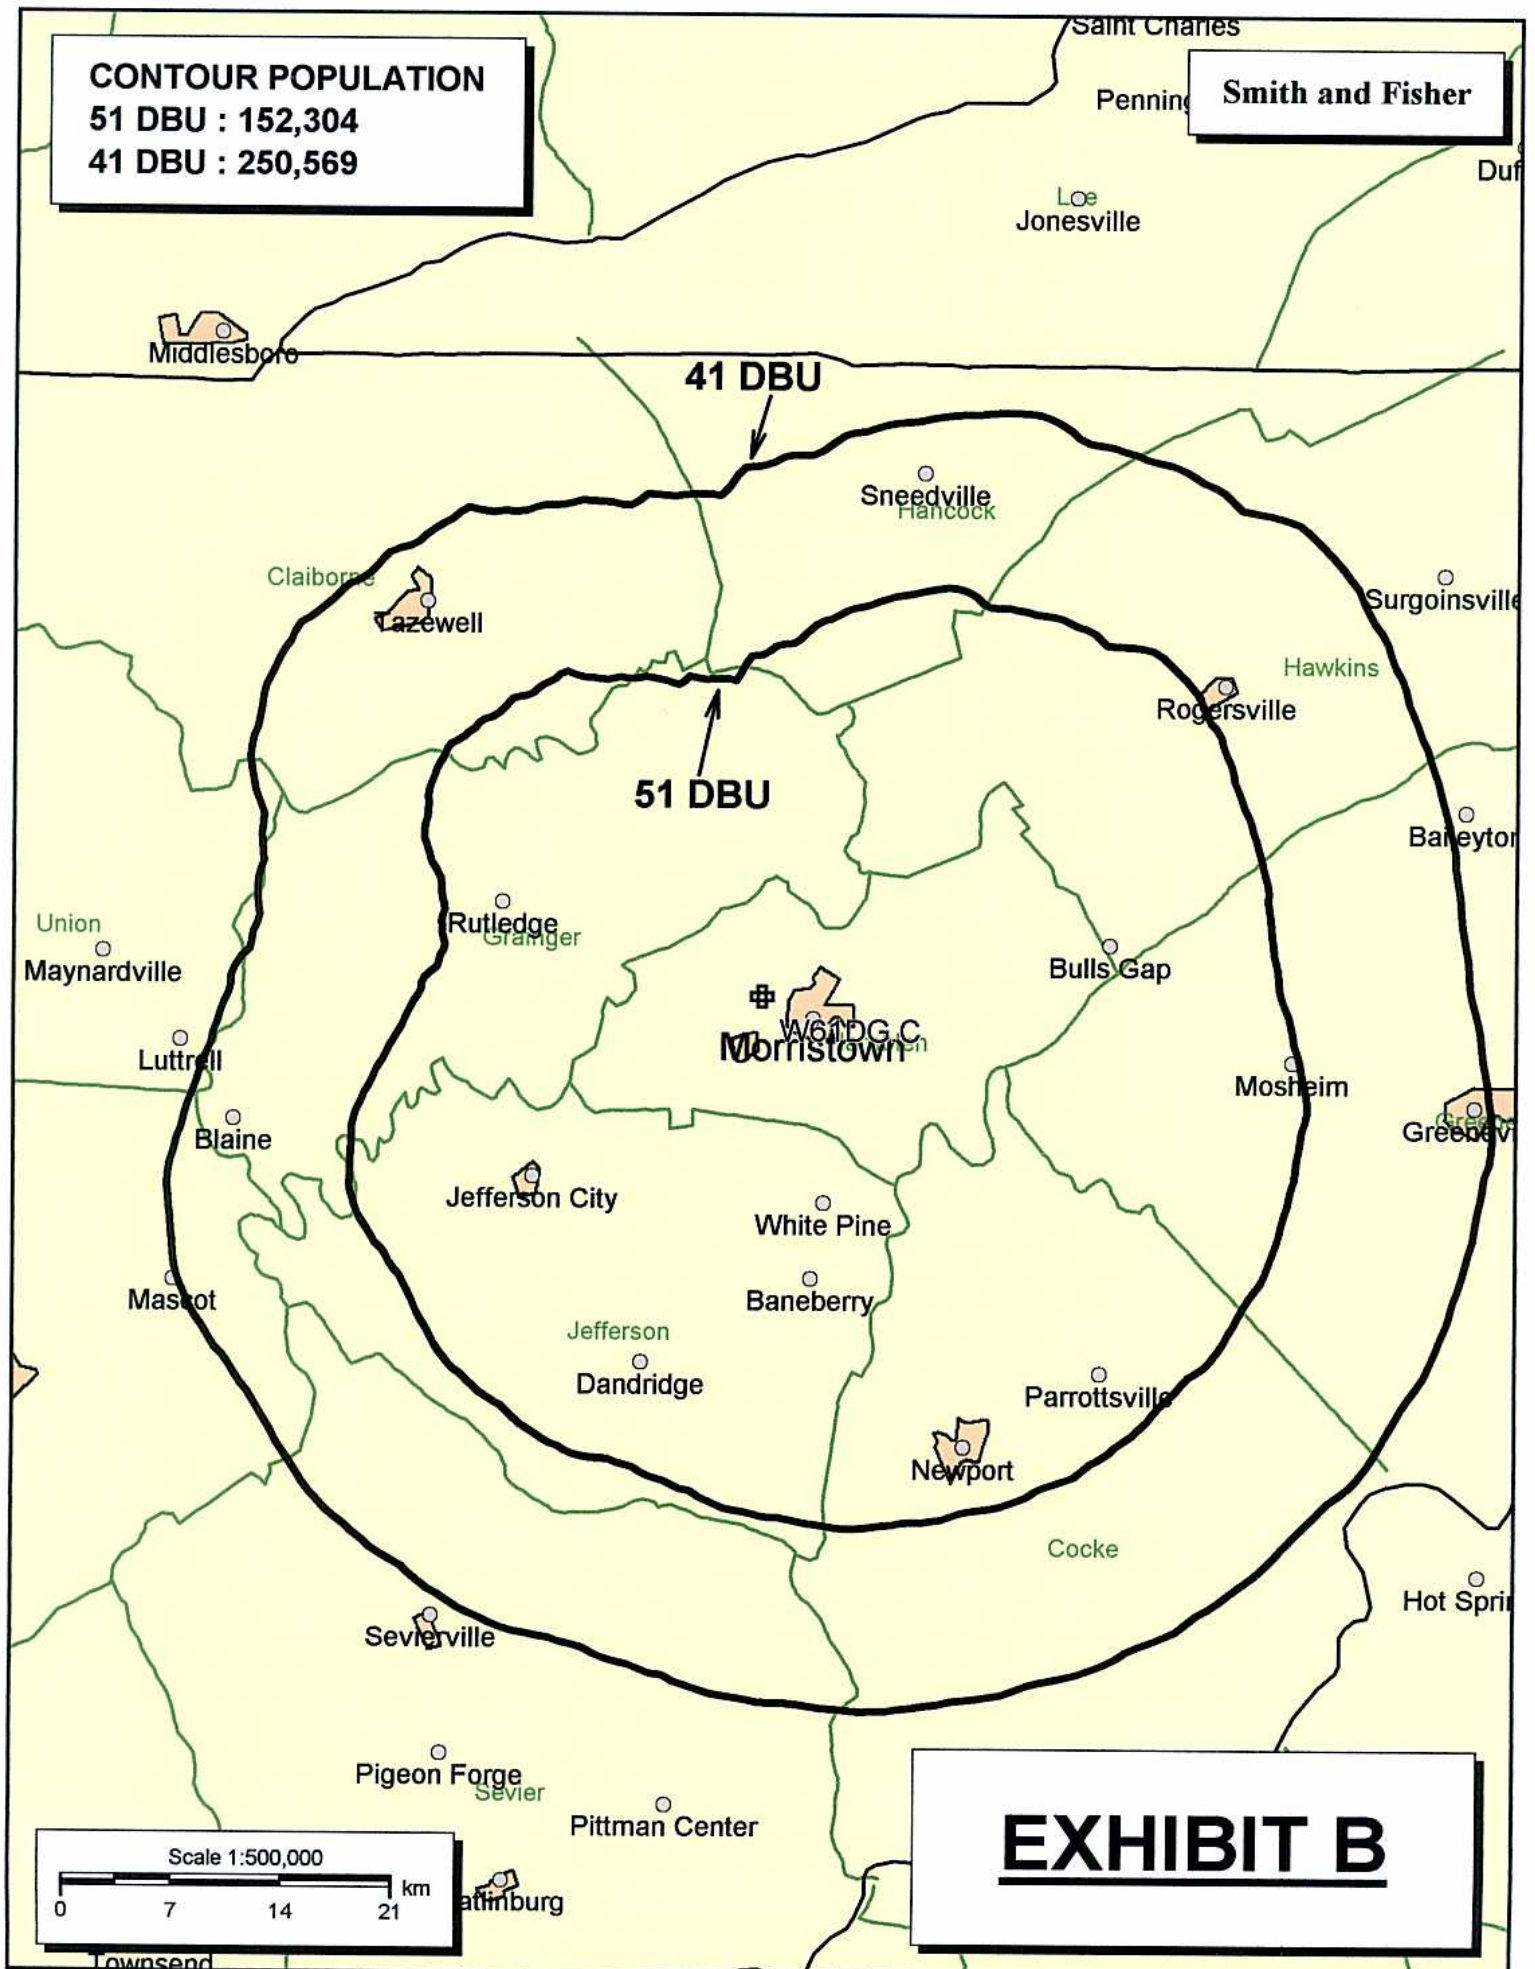 Saint Charles
CONTOUR POPULATION
51 DBU : 152,304
41 DBU : 250,569
Smith and Fisher
Penning
Duf
Lee
Jonesville
Middlesboro
41 DBU
Sneedville
Hancock
Claiborne
Tazewell
Surgoinsville
Hawkins
Rogersville
51 DBU
Baileyton
Rutledge
Grainger
Union
Maynardville
Bulls Gap
W61DG.C
Morristown
Luttrell
Mosheim
Blaine
Greenevi
Jefferson City
White Pine
Mascot
Baneberry
Jefferson
Dandridge
Parrottsville
Newport
Cocke
Hot Sprin
Sevierville
Pigeon Forge
Sevier
Pittman Center
EXHIBIT B
Scale 1:500,000
km
0 7 14 21
atlinburg
Townsend